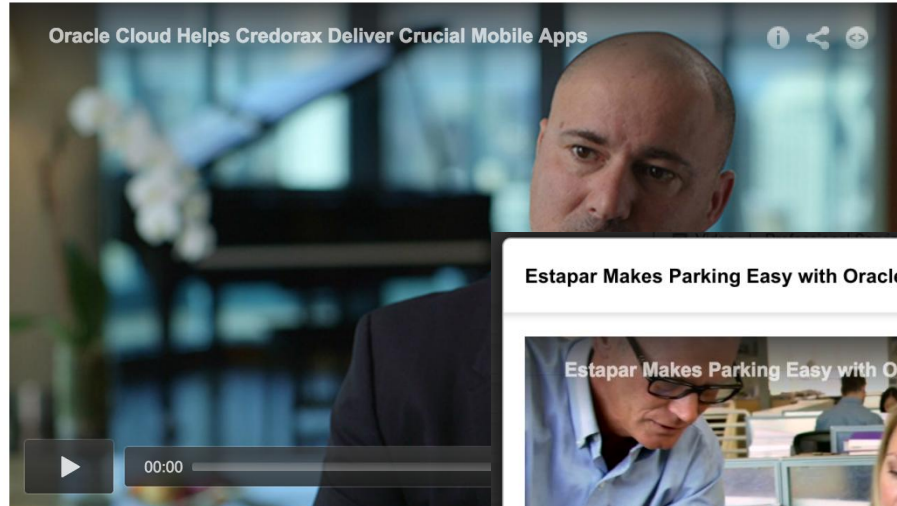 Oracle Cloud Helps Credorax Deliver Crucial Mobile Apps
Estapar Makes Parking Easy with Oracle
Estapar Makes Parking Easy with O
00:00